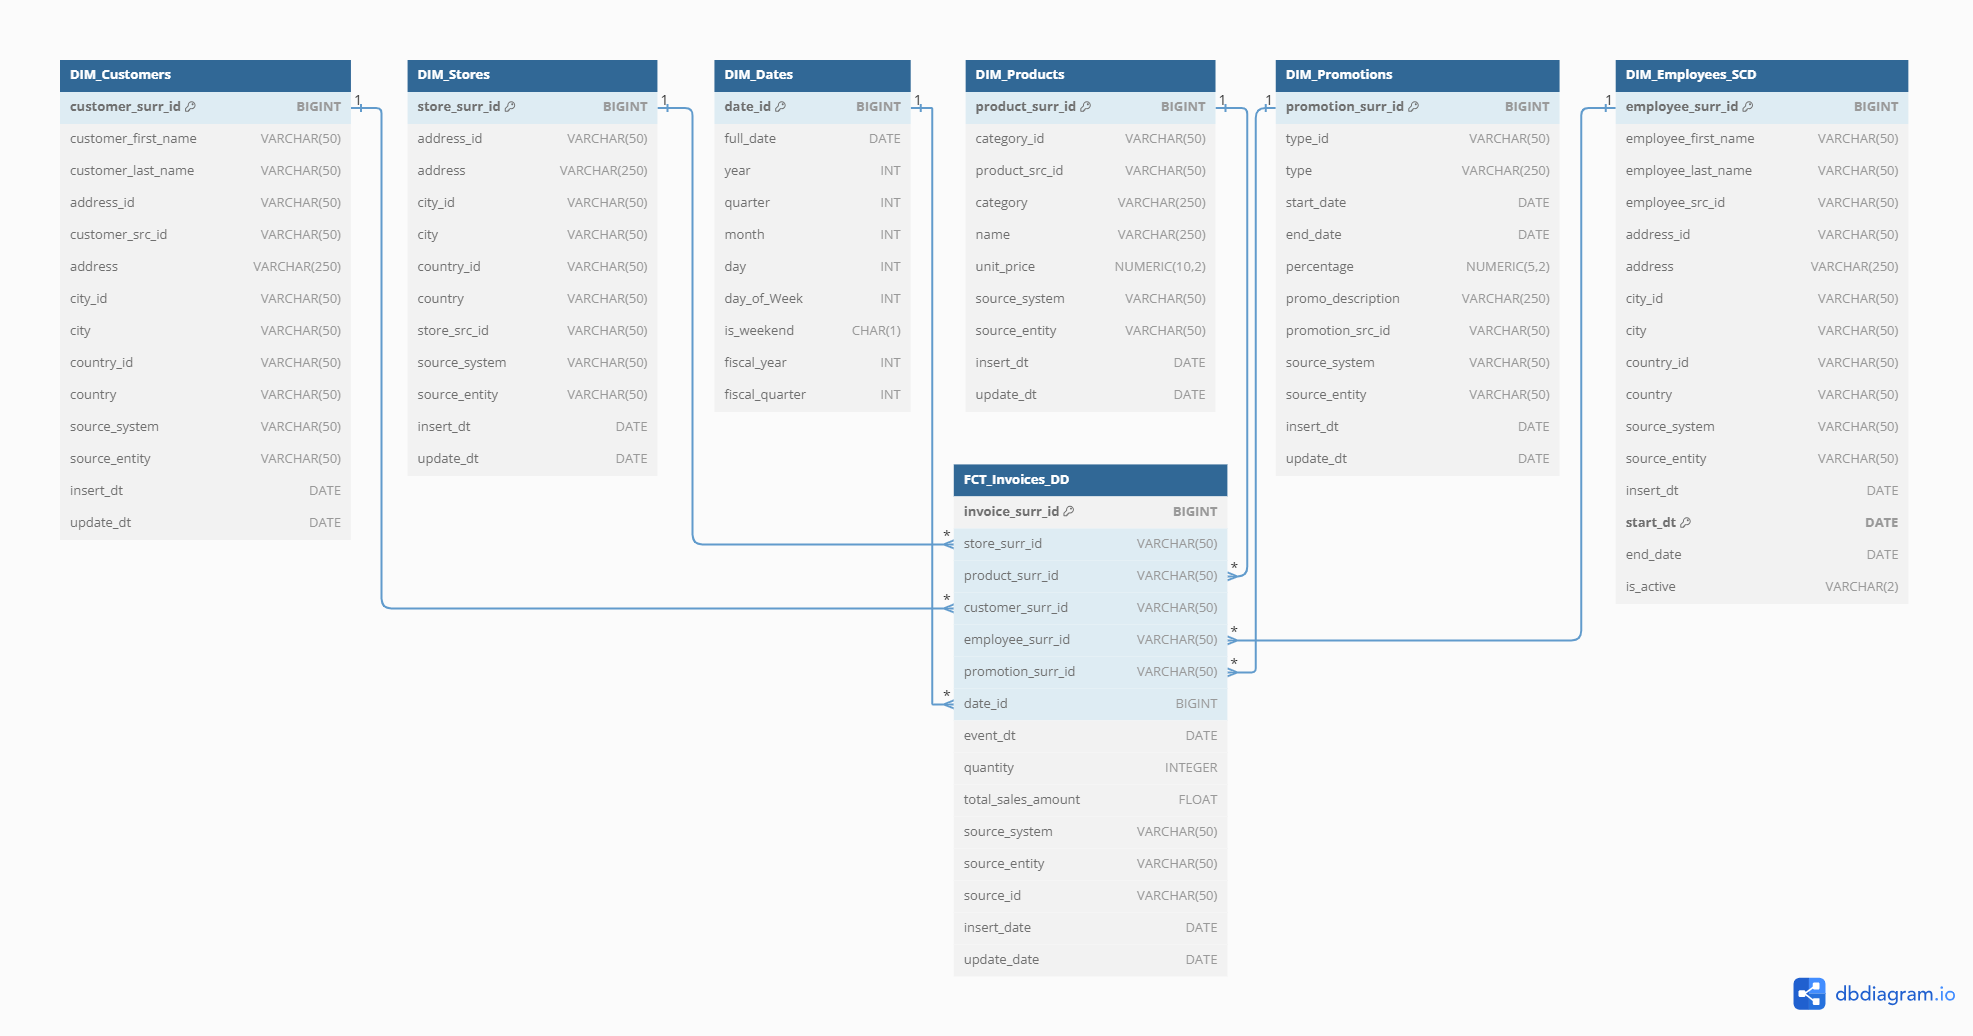 DIM_Customers
customer_surr_id BIGINT
customer_first_name VARCHAR(50)
customer_last_name VARCHAR(50)
address_id VARCHAR(50)
customer_src_id VARCHAR(50)
address VARCHAR(250)
city_id VARCHAR(50)
city VARCHAR(50)
country_id VARCHAR(50)
country VARCHAR(50)
source_system VARCHAR(50)
source_entity VARCHAR(50)
insert_dt DATE
update_dt DATE
1
DIM_Stores
store_surr_id BIGINT
address_id VARCHAR(50)
address VARCHAR(250)
city_id VARCHAR(50)
city VARCHAR(50)
country_id VARCHAR(50)
country VARCHAR(50)
store_src_id VARCHAR(50)
source_system VARCHAR(50)
source_entity VARCHAR(50)
insert_dt DATE
update_dt DATE
1
DIM_Dates
date_id BIGINT
full_date DATE
year INT
quarter INT
month INT
day INT
day_of_Week INT
is_weekend CHAR(1)
fiscal_year INT
fiscal_quarter INT
1
DIM_Products
product_surr_id BIGINT
category_id VARCHAR(50)
product_src_id VARCHAR(50)
category VARCHAR(250)
name VARCHAR(250)
unit_price NUMERIC(10,2)
source_system VARCHAR(50)
source_entity VARCHAR(50)
insert_dt DATE
update_dt DATE
1
1
DIM_Promotions
promotion_surr_id BIGINT
type_id VARCHAR(50)
type VARCHAR(250)
start_date DATE
end_date DATE
percentage NUMERIC(5,2)
promo_description VARCHAR(250)
promotion_src_id VARCHAR(50)
source_system VARCHAR(50)
source_entity VARCHAR(50)
insert_dt DATE
update_dt DATE
1
DIM_Employees_SCD
employee_surr_id BIGINT
employee_first_name VARCHAR(50)
employee_last_name VARCHAR(50)
employee_src_id VARCHAR(50)
address_id VARCHAR(50)
address VARCHAR(250)
city_id VARCHAR(50)
city VARCHAR(50)
country_id VARCHAR(50)
country VARCHAR(50)
source_system VARCHAR(50)
source_entity VARCHAR(50)
insert_dt DATE
start_dt DATE
end_date DATE
is_active VARCHAR(2)
FCT_Invoices_DD
invoice_surr_id BIGINT
* store_surr_id VARCHAR(50)
product_surr_id VARCHAR(50) *
* customer_surr_id VARCHAR(50)
employee_surr_id VARCHAR(50) *
promotion_surr_id VARCHAR(50) *
* date_id BIGINT
event_dt DATE
quantity INTEGER
total_sales_amount FLOAT
source_system VARCHAR(50)
source_entity VARCHAR(50)
source_id VARCHAR(50)
insert_date DATE
update_date DATE
dbdiagram.io